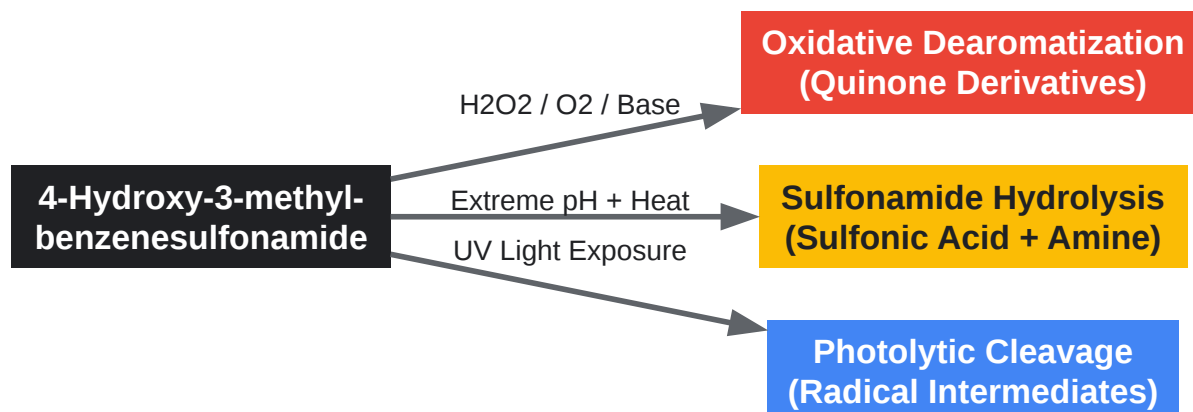 Oxidative Dearomatization
(Quinone Derivatives)
H2O2 / O2 / Base
4-Hydroxy-3-methyl-
benzenesulfonamide
Extreme pH + Heat
Sulfonamide Hydrolysis
(Sulfonic Acid + Amine)
UV Light Exposure
Photolytic Cleavage
(Radical Intermediates)